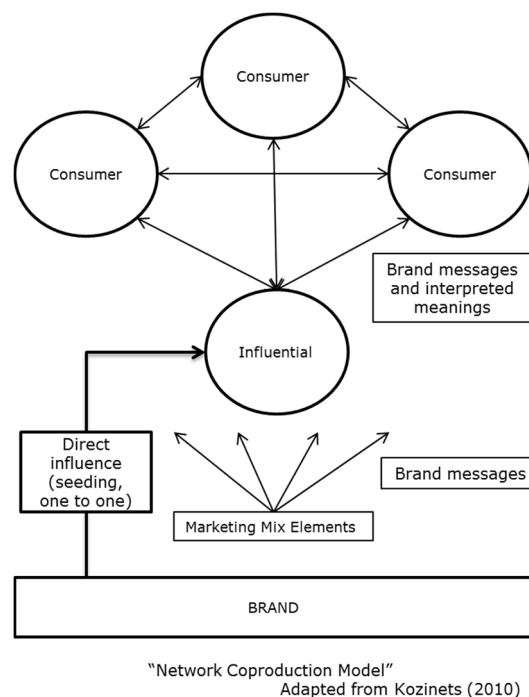 Consumer
Consumer
Consumer
Brand messages
and interpreted
meanings
Influential
Direct
influence
(seeding,
one to one)
Brand messages
Marketing Mix Elements
BRAND
“Network Coproduction Model”
Adapted from Kozinets (2010)